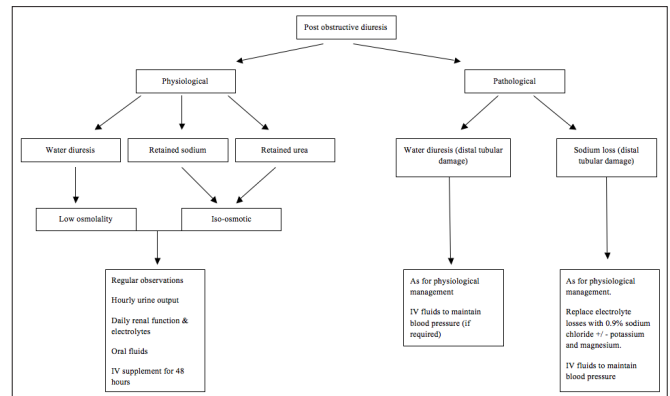 Post obstructive diuresis
Physiological
Pathological
Water diuresis
Retained sodium
Retained urea
Water diuresis (distal tubular
damage)
Sodium loss (distal
tubular damage)
Low osmolality
Iso-osmotic
Regular observations
Hourly urine output
Daily renal function &
electrolytes
Oral fluids
IV supplement for 48
hours
As for physiological
management
IV fluids to maintain
blood pressure (if
required)
As for physiological
management.
Replace electrolyte
losses with 0.9% sodium
chloride +/ - potassium
and magnesium.
IV fluids to maintain
blood pressure